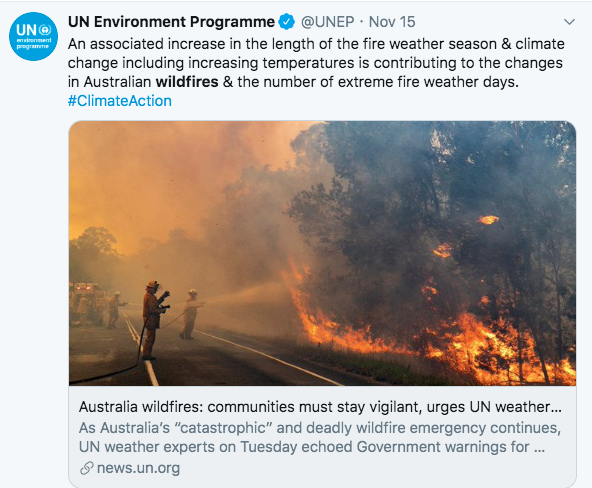 UN Environment Programme @UNEP · Nov 15
UN
environment
programme
An associated increase in the length of the fire weather season & climate
change including increasing temperatures is contributing to the changes
in Australian wildfires & the number of extreme fire weather days.
#ClimateAction
Australia wildfires: communities must stay vigilant, urges UN weather...
As Australia's “catastrophic” and deadly wildfire emergency continues,
UN weather experts on Tuesday echoed Government warnings for ...
news.un.org